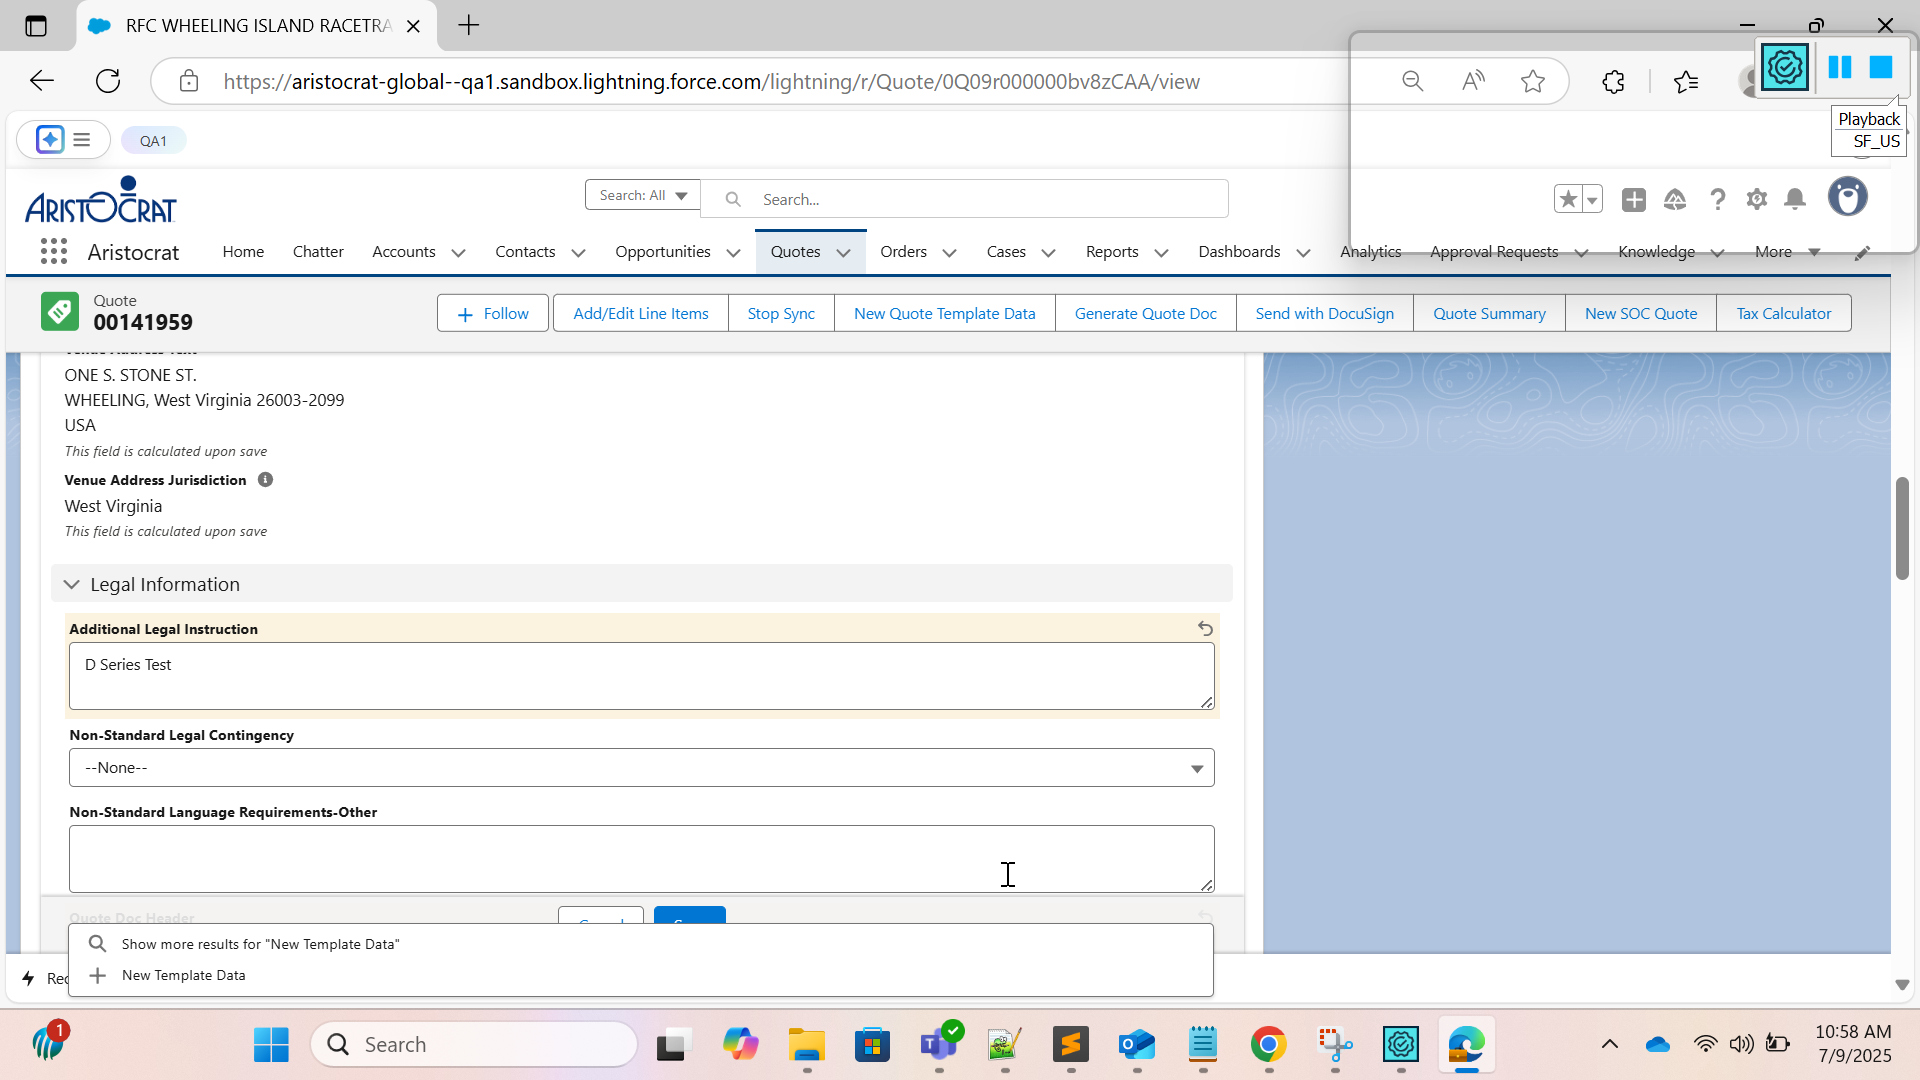 RFC WHEELING ISLAND RACETRA
https://aristocrat-global--qa1.sandbox.lightning.force.com/lightning/r/Quote/0Q09r000000bv8zCAA/view
Playback
SF_US
QA1
ARISTOCRAT
Search: All
Search...
Aristocrat
Home
Chatter
Accounts
Contacts
Opportunities
Quotes
Orders
Cases
Reports
Dashboards
Analytics
Approval Requests
Knowledge
More
Quote
00141959
Follow
Add/Edit Line Items
Stop Sync
New Quote Template Data
Generate Quote Doc
Send with DocuSign
Quote Summary
New SOC Quote
Tax Calculator
Venue Address Text
ONE S. STONE ST.
WHEELING, West Virginia 26003-2099
USA
This field is calculated upon save
Venue Address Jurisdiction
West Virginia
This field is calculated upon save
Legal Information
Additional Legal Instruction
D Series Test
Non-Standard Legal Contingency
--None--
Non-Standard Language Requirements-Other
Quote Doc Header
Show more results for "New Template Data"
New Template Data
1
Search
10:58 AM
7/9/2025